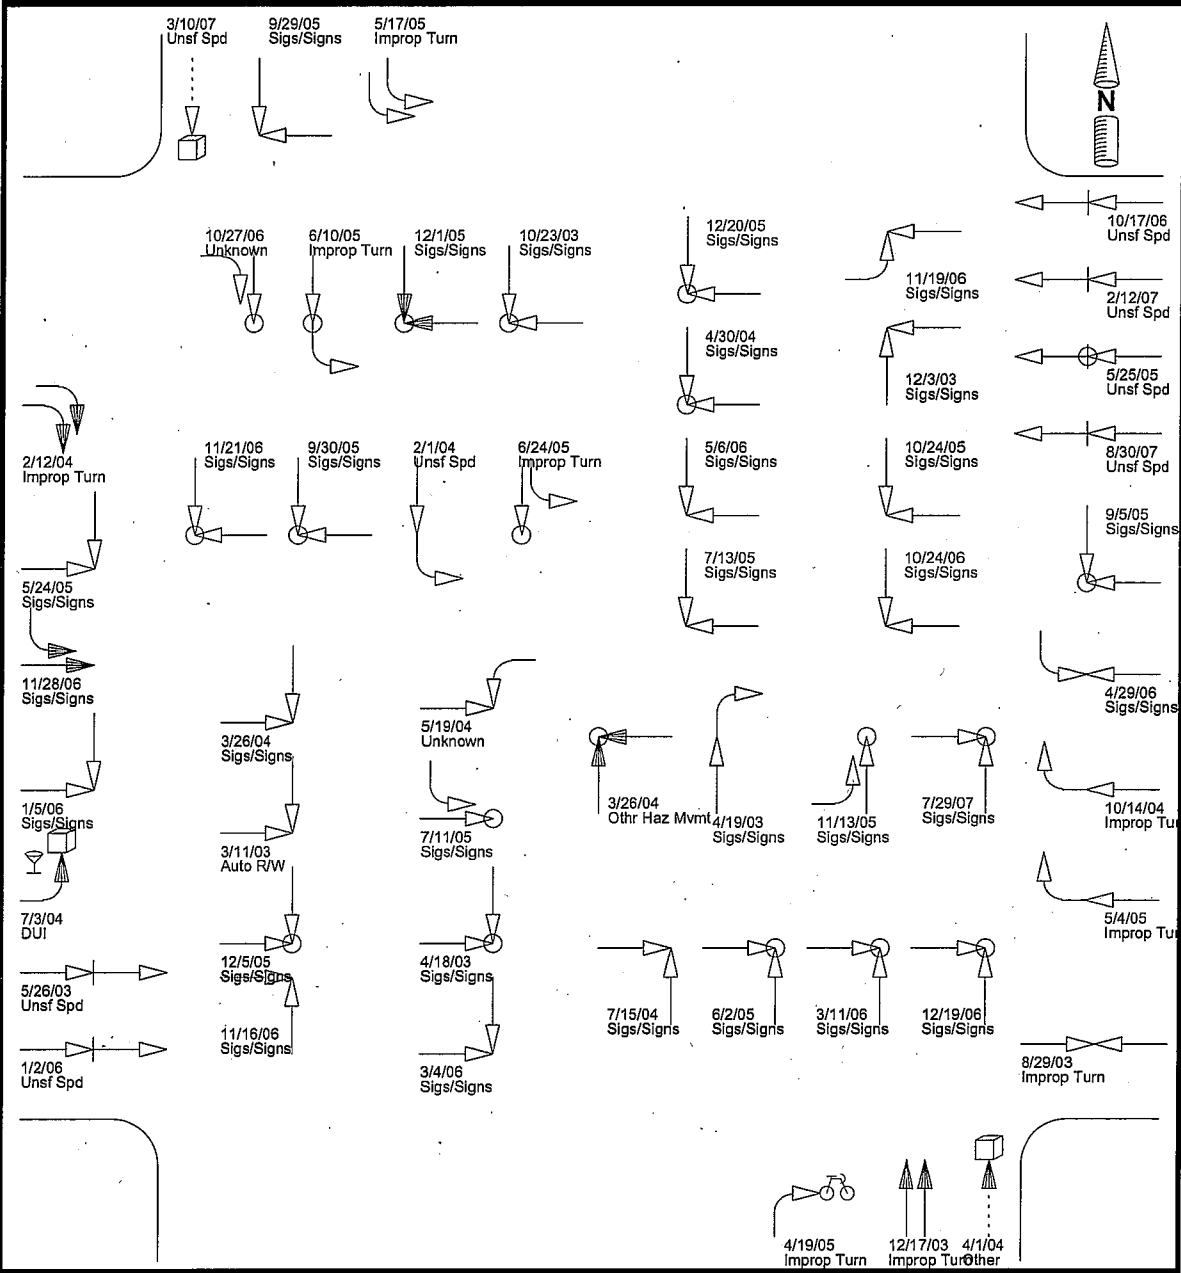 3/10/07
Unsf Spd
9/29/05
Sigs/Signs
5/17/05
Improp Turn
N
10/27/06
Unknown
6/10/05
Improp Turn
12/1/05
Sigs/Signs
10/23/03
Sigs/Signs
12/20/05
Sigs/Signs
11/19/06
Sigs/Signs
10/17/06
Unsf Spd
2/12/07
Unsf Spd
4/30/04
Sigs/Signs
12/3/03
Sigs/Signs
5/25/05
Unsf Spd
2/12/04
Improp Turn
11/21/06
Sigs/Signs
9/30/05
Sigs/Signs
2/1/04
Unsf Spd
6/24/05
Improp Turn
5/6/06
Sigs/Signs
10/24/05
Sigs/Signs
8/30/07
Unsf Spd
9/5/05
Sigs/Signs
5/24/05
Sigs/Signs
7/13/05
Sigs/Signs
10/24/06
Sigs/Signs
11/28/06
Sigs/Signs
3/26/04
Sigs/Signs
5/19/04
Unknown
4/29/06
Sigs/Signs
1/5/06
Sigs/Signs
3/11/03
Auto R/W
7/11/05
Sigs/Signs
3/26/04
Othr Haz Mvmt
4/19/03
Sigs/Signs
11/13/05
Sigs/Signs
7/29/07
Sigs/Signs
10/14/04
Improp Tu
7/3/04
DUI
12/5/05
Sigs/Signs
4/18/03
Sigs/Signs
5/4/05
Improp Tu
5/26/03
Unsf Spd
11/16/06
Sigs/Signs
7/15/04
Sigs/Signs
6/2/05
Sigs/Signs
3/11/06
Sigs/Signs
12/19/06
Sigs/Signs
1/2/06
Unsf Spd
3/4/06
Sigs/Signs
8/29/03
Improp Turn
4/19/05
Improp Turn
12/17/03
Improp Turn
4/1/04
Other